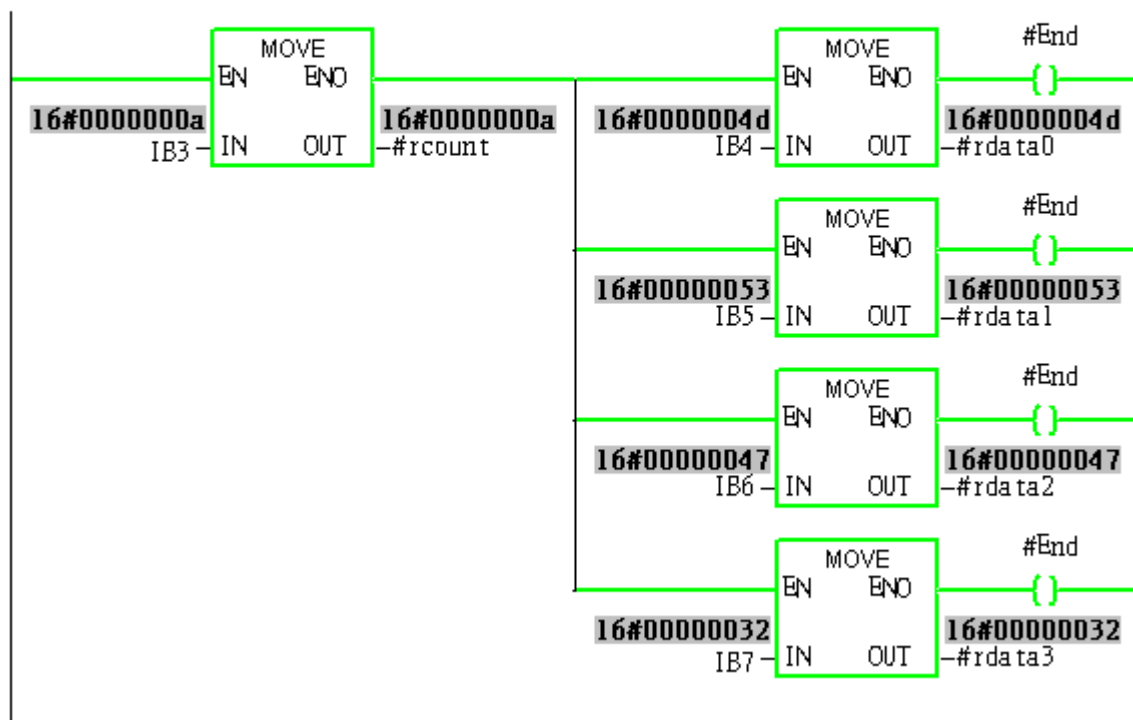 MOVE MOVE #End
EN ENO EN ENO
16#0000000a 16#0000000a 16#0000004d 16#0000004d
IB3 IN OUT #rcount IB4 IN OUT #rdata0
MOVE #End
EN ENO
16#00000053 16#00000053
IB5 IN OUT #rdata1
MOVE #End
EN ENO
16#00000047 16#00000047
IB6 IN OUT #rdata2
MOVE #End
EN ENO
16#00000032 16#00000032
IB7 IN OUT #rdata3